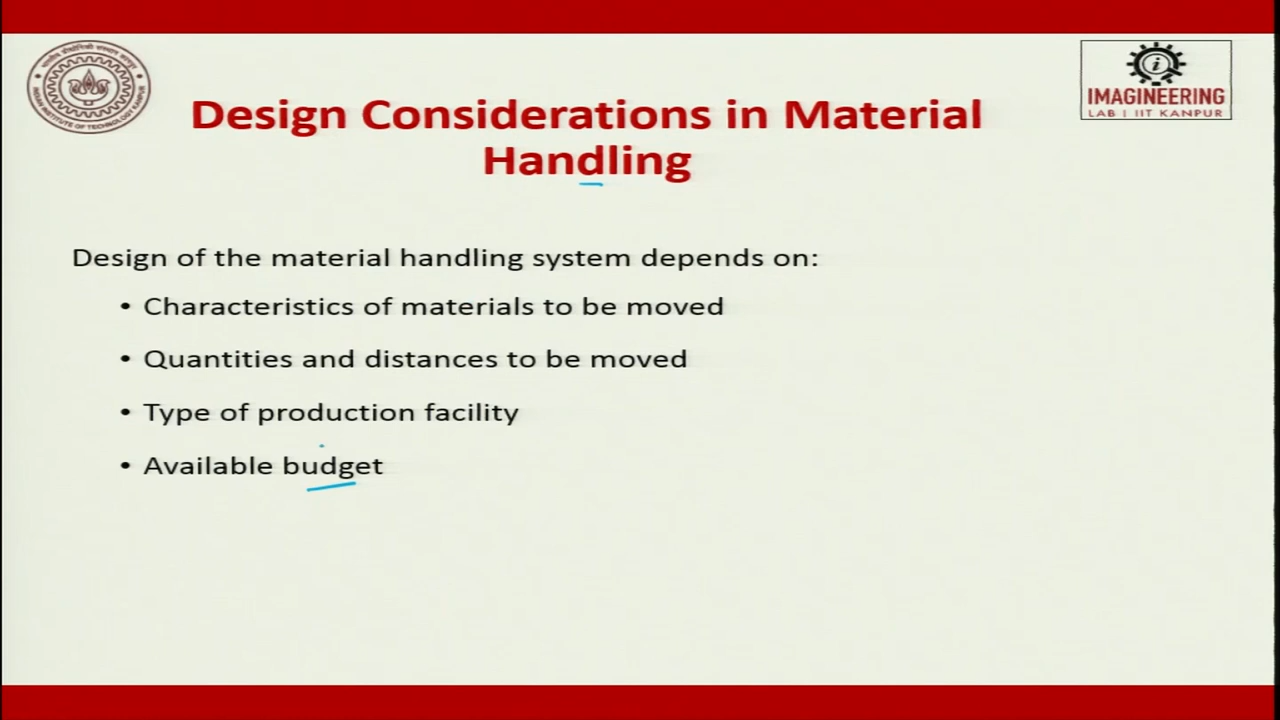 IMAGINEERING
LAB | IIT KANPUR
Design Considerations in Material
Handling
Design of the material handling system depends on:
• Characteristics of materials to be moved
• Quantities and distances to be moved
• Type of production facility
• Available budget